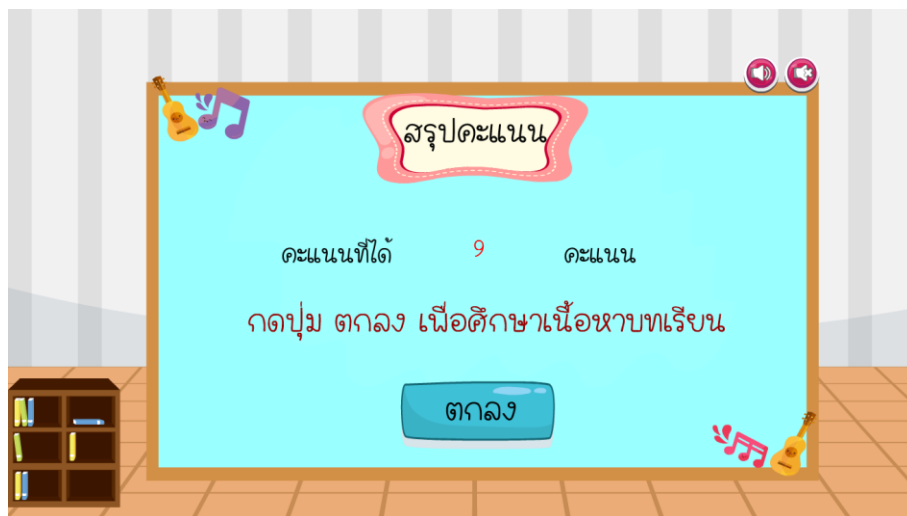 สรุปคะแนน
คะแนนที่ได้ 9 คะแนน
กดปุ่ม ตกลง เพื่อศึกษาเนื้อหาบทเรียน
ตกลง